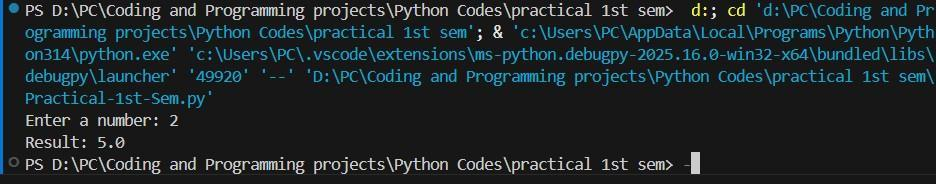 PS D:\PC\Coding and Programming projects\Python Codes\practical 1st sem>  d:; cd 'd:\PC\Coding and Pr
ogramming projects\Python Codes\practical 1st sem'; & 'c:\Users\PC\AppData\Local\Programs\Python\Pyth
on314\python.exe' 'c:\Users\PC\.vscode\extensions\ms-python.debugpy-2025.16.0-win32-x64\bundled\libs\
debugpy\launcher' '49920' '--' 'D:\PC\Coding and Programming projects\Python Codes\practical 1st sem\
Practical-1st-Sem.py'
Enter a number: 2
Result: 5.0
PS D:\PC\Coding and Programming projects\Python Codes\practical 1st sem> -